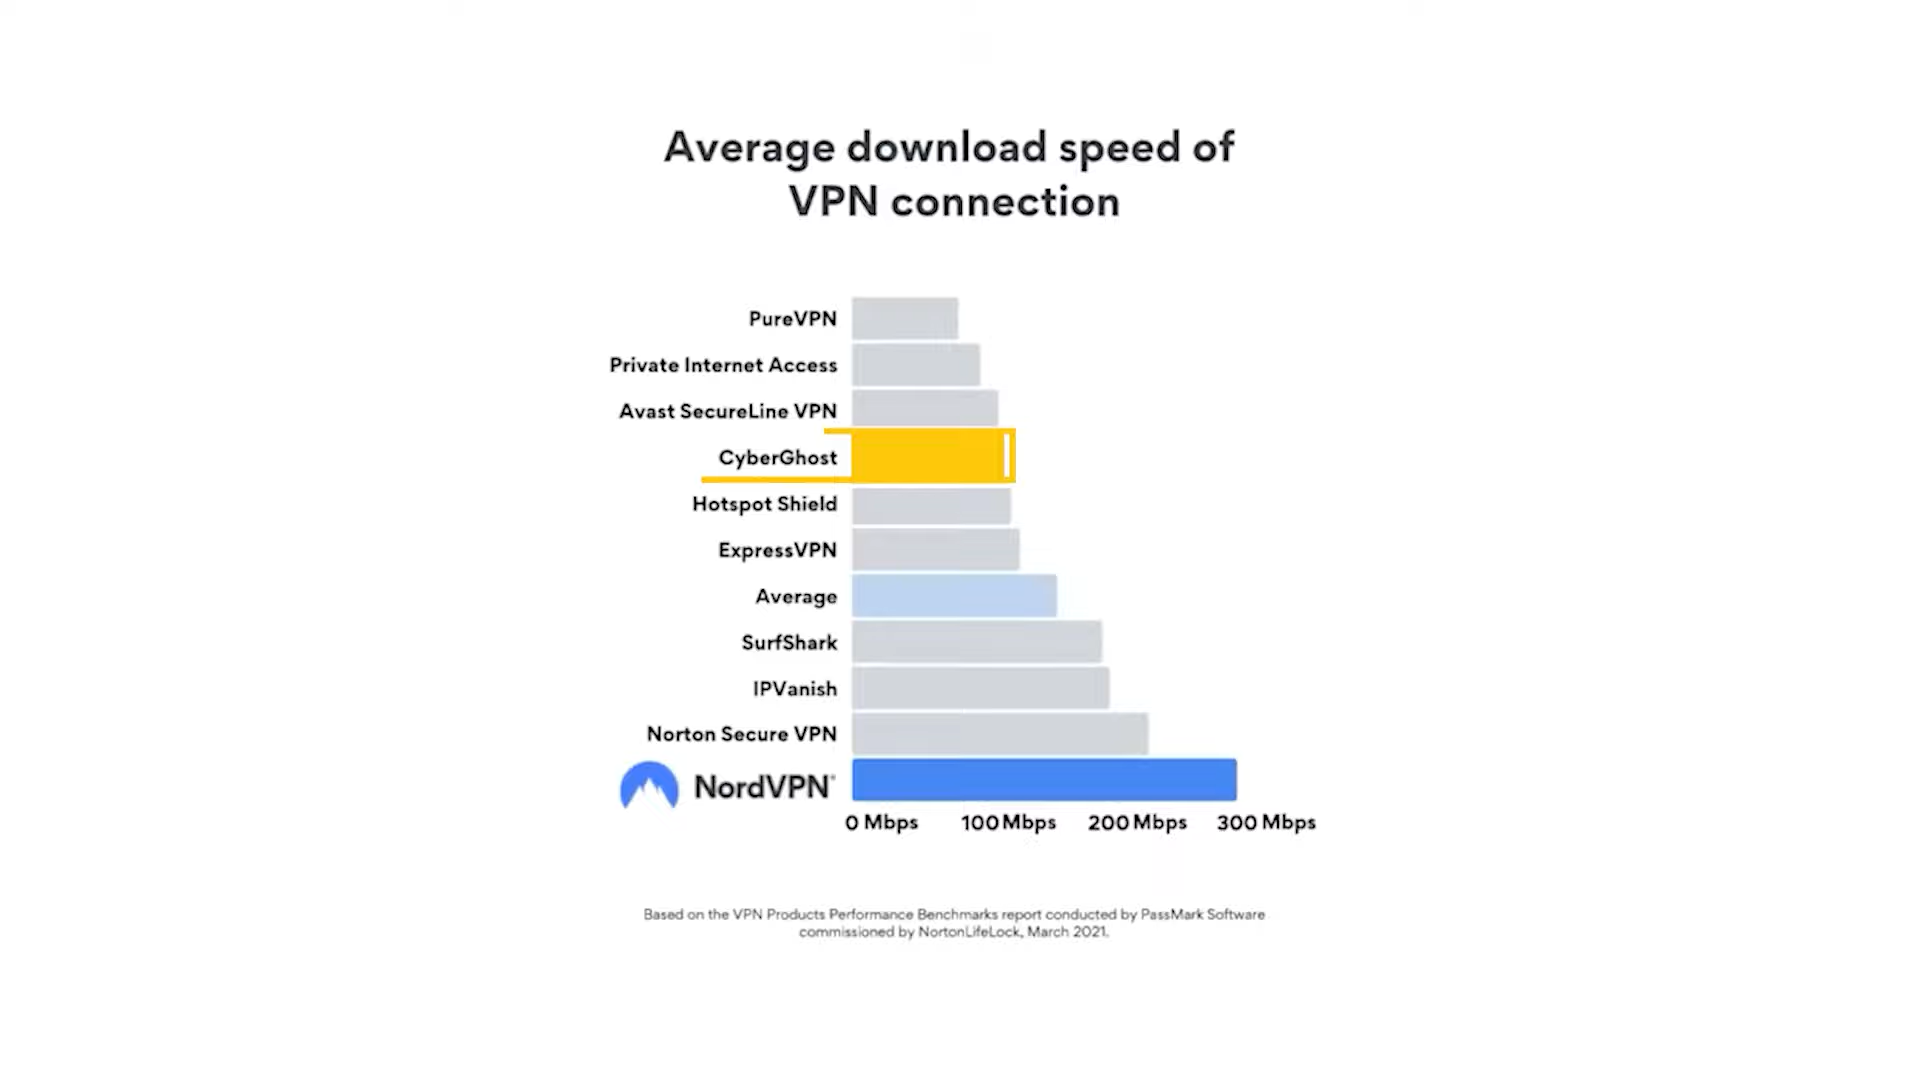 Average download speed of
VPN connection
PureVPN
Private Internet Access
Avast SecureLine VPN
CyberGhost
Hotspot Shield
ExpressVPN
Average
SurfShark
IPVanish
Norton Secure VPN
NordVPN®
0 Mbps 100 Mbps 200 Mbps 300 Mbps
Based on the VPN Products Performance Benchmarks report conducted by PassMark Software
commissioned by NortonLifeLock, March 2021.